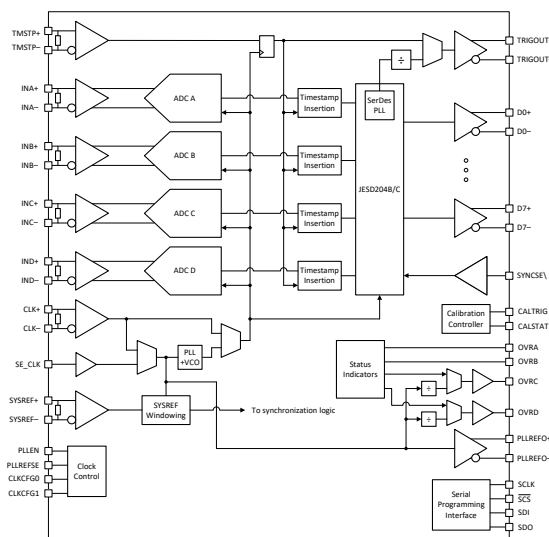 TMSTP+
TMSTP−
INA+
INA−
INB+
INB−
INC+
INC−
IND+
IND−
CLK+
CLK−
SE_CLK
SYSREF+
SYSREF−
PLLEN
PLLREFSE
CLKCFG0
CLKCFG1
ADC A
ADC B
ADC C
ADC D
PLL
+VCO
SYSREF
Windowing
To synchronization logic
Clock
Control
Timestamp
Insertion
Timestamp
Insertion
Timestamp
Insertion
Timestamp
Insertion
÷
SerDes
PLL
JESD204B/C
Calibration
Controller
Status
Indicators
÷
÷
Serial
Programming
Interface
TRIGOUT+
TRIGOUT−
D0+
D0−
D7+
D7−
SYNCSE\
CALTRIG
CALSTAT
OVRA
OVRB
OVRC
OVRD
PLLREFO+
PLLREFO−
SCLK
SCS
SDI
SDO